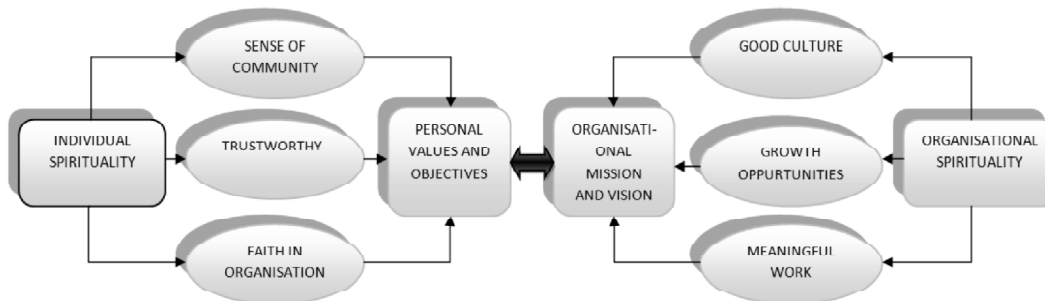 SENSE OF
COMMUNITY
GOOD CULTURE
INDIVIDUAL
SPIRITUALITY
TRUSTWORTHY
PERSONAL
VALUES AND
OBJECTIVES
ORGANISATI-
ONAL
MISSION
AND VISION
GROWTH
OPPURTUNITIES
ORGANISATIONAL
SPIRITUALITY
FAITH IN
ORGANISATION
MEANINGFUL
WORK